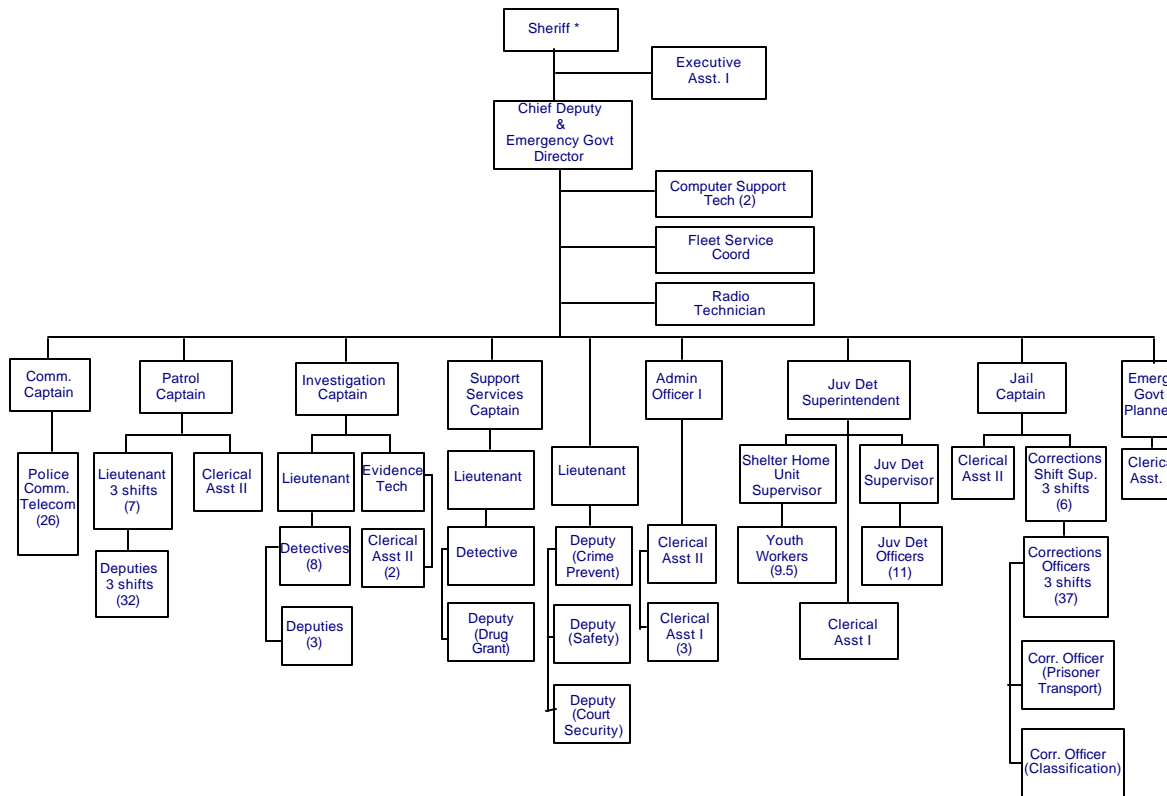 Sheriff *
Executive
Asst. I
Chief Deputy
&
Emergency Govt
Director
Computer Support
Tech (2)
Fleet Service
Coord
Radio
Technician
Comm.
Captain
Patrol
Captain
Investigation
Captain
Support
Services
Captain
Admin
Officer I
Juv Det
Superintendent
Jail
Captain
Emerg
Govt
Planne
Police
Comm.
Telecom
(26)
Lieutenant
3 shifts
(7)
Clerical
Asst II
Lieutenant
Evidence
Tech
Lieutenant
Lieutenant
Shelter Home
Unit
Supervisor
Juv Det
Supervisor
Clerical
Asst II
Corrections
Shift Sup.
3 shifts
(6)
Clerica
Asst.
Deputies
3 shifts
(32)
Detectives
(8)
Clerical
Asst II
(2)
Detective
Deputy
(Crime
Prevent)
Clerical
Asst II
Youth
Workers
(9.5)
Juv Det
Officers
(11)
Corrections
Officers
3 shifts
(37)
Deputies
(3)
Deputy
(Drug
Grant)
Deputy
(Safety)
Clerical
Asst I
(3)
Clerical
Asst I
Corr. Officer
(Prisoner
Transport)
Deputy
(Court
Security)
Corr. Officer
(Classification)